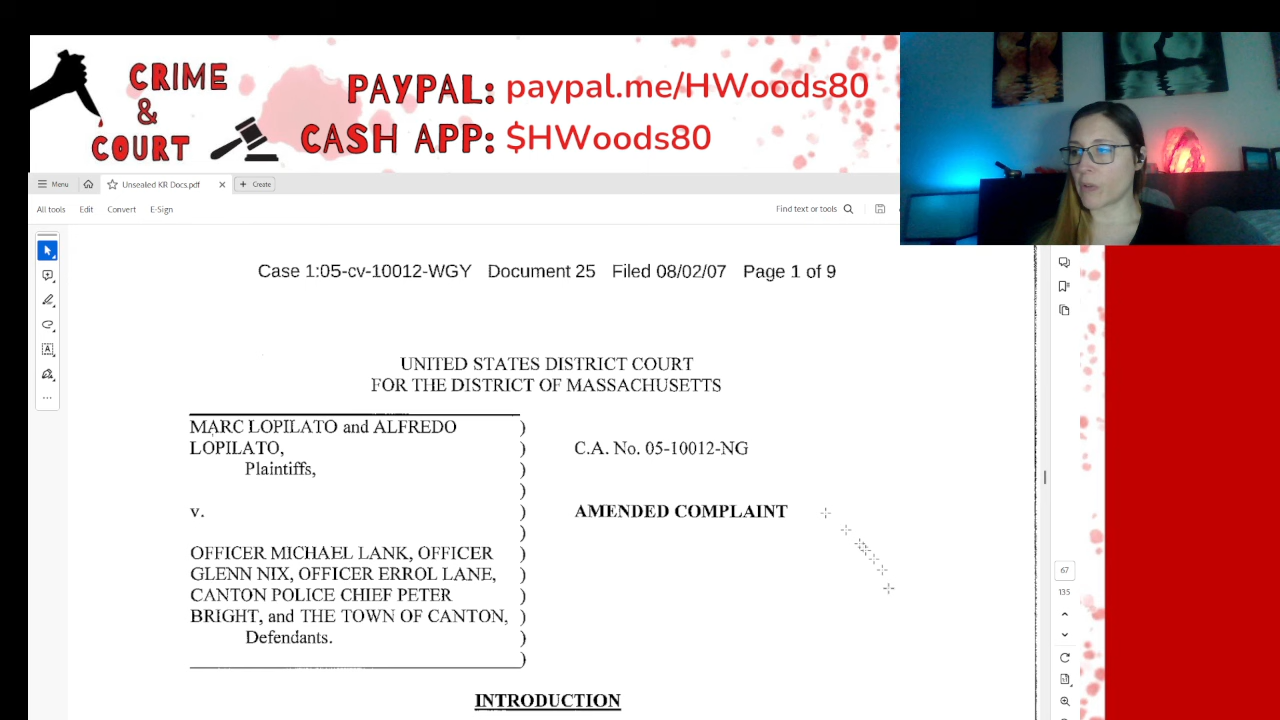 CRIME
&
COURT
PAYPAL: paypal.me/HWoods80
CASH APP: $HWoods80
Menu
Unsealed KR Docs.pdf
Create
All tools
Edit
Convert
E-Sign
Find text or tools
Case 1:05-cv-10012-WGY Document 25 Filed 08/02/07 Page 1 of 9
UNITED STATES DISTRICT COURT
FOR THE DISTRICT OF MASSACHUSETTS
MARC LOPILATO and ALFREDO )
LOPILATO, ) C.A. No. 05-10012-NG
Plaintiffs, )
)
v. ) AMENDED COMPLAINT
)
OFFICER MICHAEL LANK, OFFICER )
GLENN NIX, OFFICER ERROL LANE, )
CANTON POLICE CHIEF PETER )
BRIGHT, and THE TOWN OF CANTON, )
Defendants. )
)
INTRODUCTION
67
135